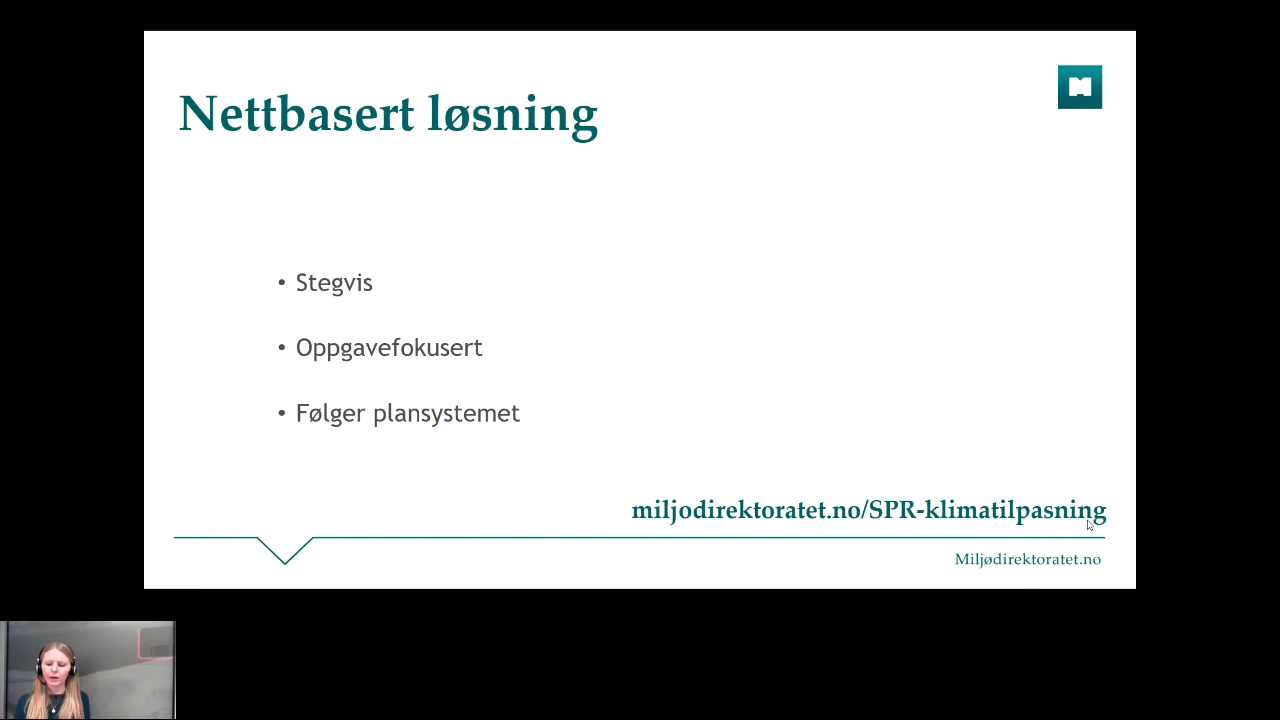 Nettbasert løsning
• Stegvis
• Oppgavefokusert
• Følger plansystemet
miljodirektoratet.no/SPR-klimatilpasning
Miljødirektoratet.no